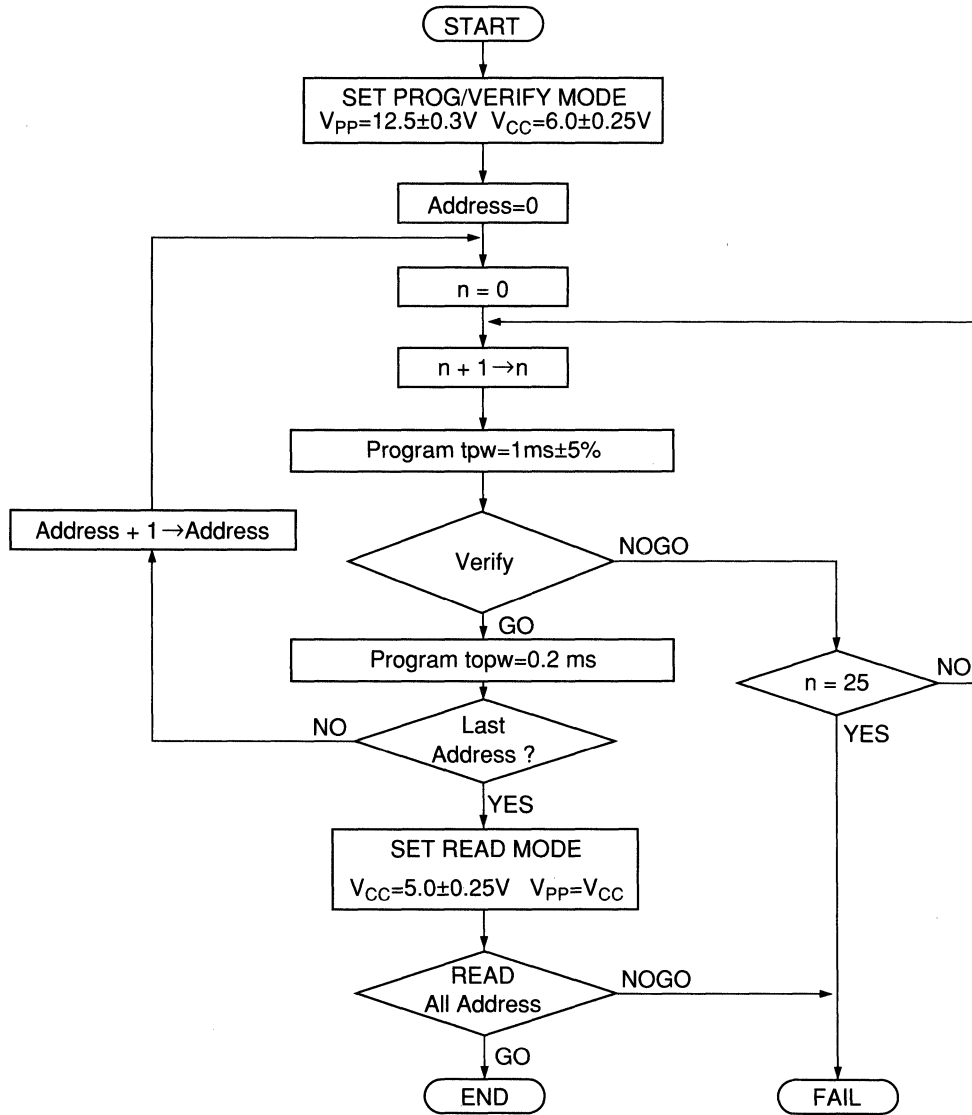 START
SET PROG/VERIFY MODE
VPP=12.5±0.3V VCC=6.0±0.25V
Address=0
n = 0
n + 1→n
Program tpw=1ms±5%
Address + 1→Address
Verify
NOGO
GO
Program topw=0.2 ms
n = 25
NO
YES
NO
Last
Address ?
YES
SET READ MODE
VCC=5.0±0.25V VPP=VCC
READ
All Address
NOGO
GO
END
FAIL